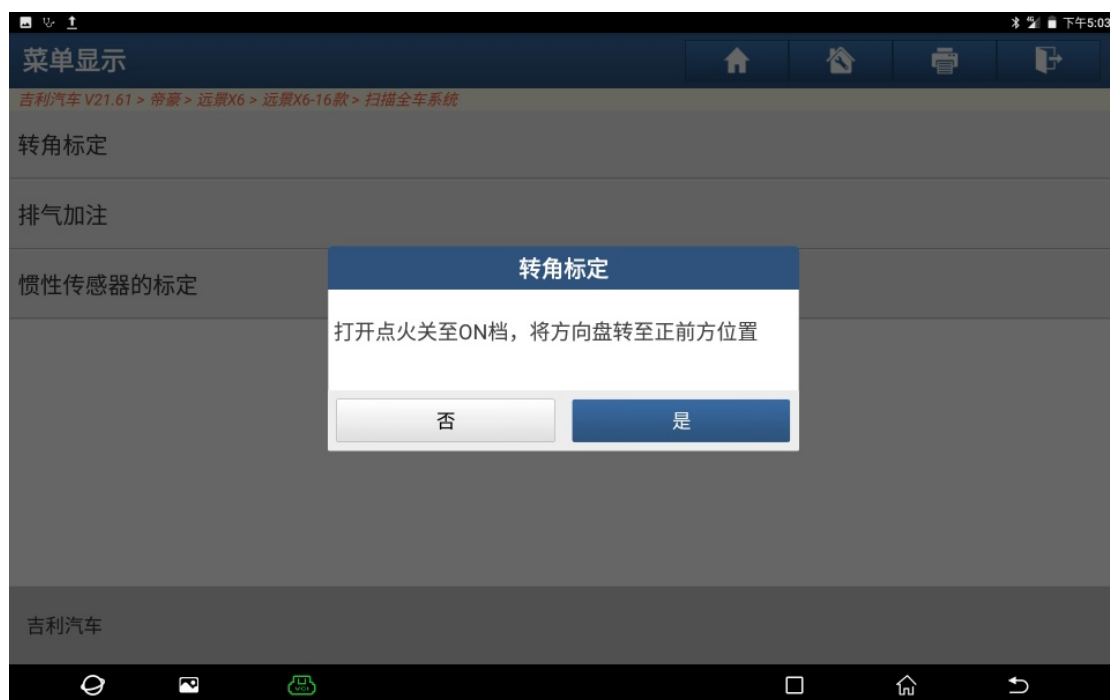 下午5:03
菜单显示
吉利汽车 V21.61 > 帝豪 > 远景X6 > 远景X6-16款 > 扫描全车系统
转角标定
排气加注
惯性传感器的标定
转角标定
打开点火关至ON档，将方向盘转至正前方位置
否
是
吉利汽车
VCI